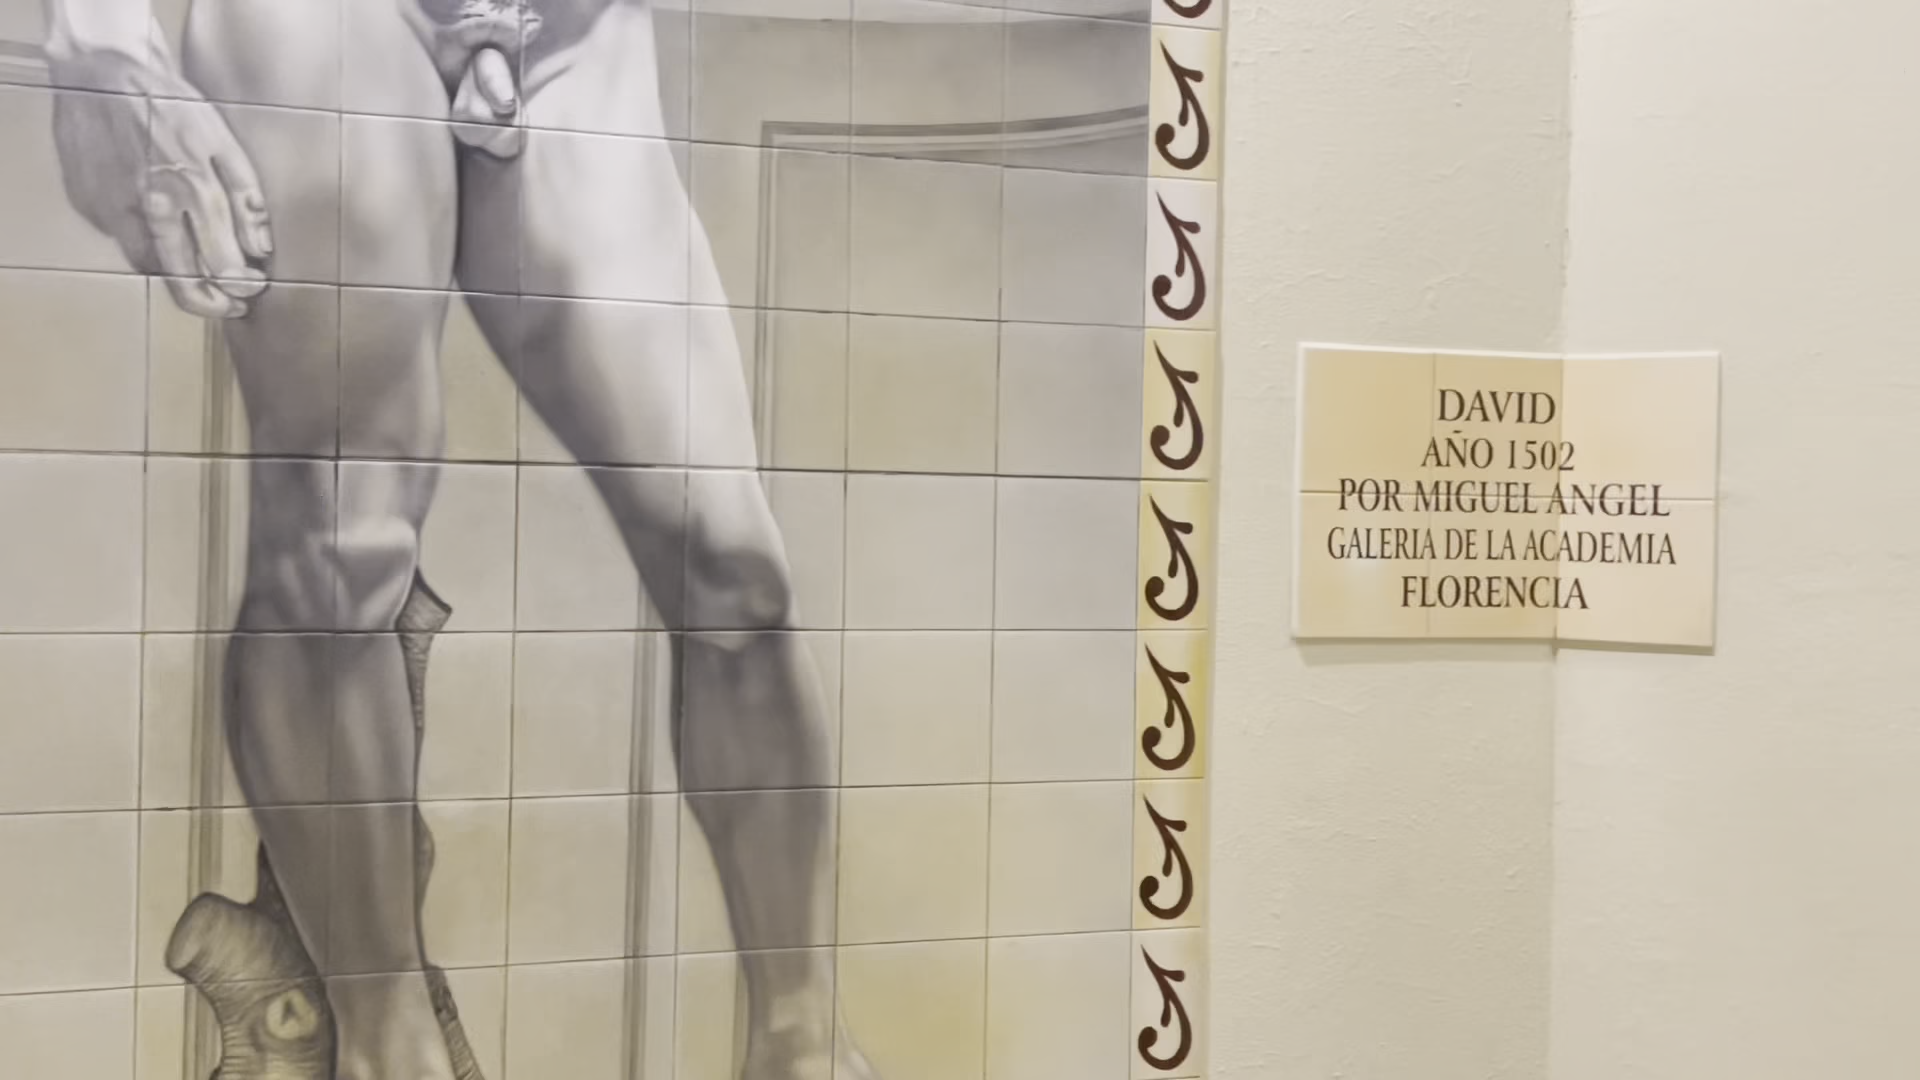 DAVID
AÑO 1502
POR MIGUEL ANGEL
GALERIA DE LA ACADEMIA
FLORENCIA